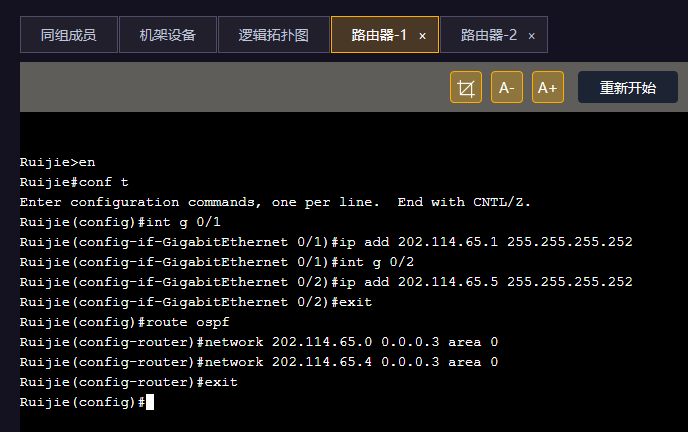 同组成员 机架设备 逻辑拓扑图 路由器-1 × 路由器-2 ×
A- A+ 重新开始
Ruijie>en
Ruijie#conf t
Enter configuration commands, one per line.  End with CNTL/Z.
Ruijie(config)#int g 0/1
Ruijie(config-if-GigabitEthernet 0/1)#ip add 202.114.65.1 255.255.255.252
Ruijie(config-if-GigabitEthernet 0/1)#int g 0/2
Ruijie(config-if-GigabitEthernet 0/2)#ip add 202.114.65.5 255.255.255.252
Ruijie(config-if-GigabitEthernet 0/2)#exit
Ruijie(config)#route ospf
Ruijie(config-router)#network 202.114.65.0 0.0.0.3 area 0
Ruijie(config-router)#network 202.114.65.4 0.0.0.3 area 0
Ruijie(config-router)#exit
Ruijie(config)#